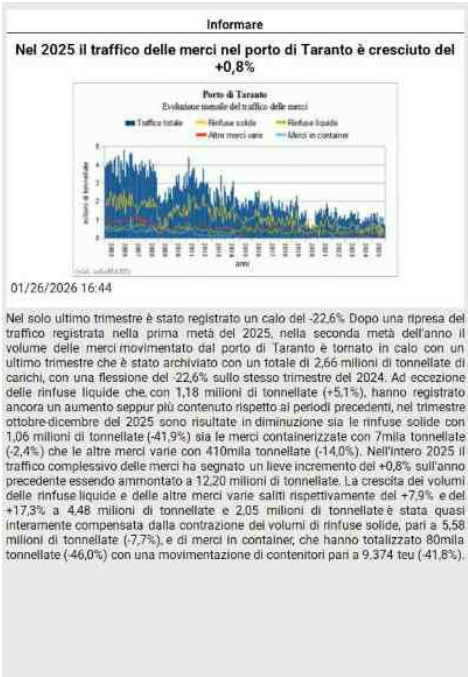 Informare
Nel 2025 il traffico delle merci nel porto di Taranto è cresciuto del
+0,8%
Porto di Taranto
Evoluzione mensile del traffico delle merci
Traffico totale Rinfuse solide Rinfuse liquide
Altre merci varie Merci in container
milioni di tonnellate
5
4
3
2
1
0
anni
01/26/2026 16:44
Nel solo ultimo trimestre è stato registrato un calo del -22,6% Dopo una ripresa del
traffico registrata nella prima metà del 2025, nella seconda metà dell'anno il
volume delle merci movimentato dal porto di Taranto è tornato in calo con un
ultimo trimestre che è stato archiviato con un totale di 2,66 milioni di tonnellate di
carichi, con una flessione del -22,6% sullo stesso trimestre del 2024. Ad eccezione
delle rinfuse liquide che, con 1,18 milioni di tonnellate (+5,1%), hanno registrato
ancora un aumento seppur più contenuto rispetto ai periodi precedenti, nel trimestre
ottobre-dicembre del 2025 sono risultate in diminuzione sia le rinfuse solide con
1,06 milioni di tonnellate (-41,9%) sia le merci containerizzate con 7mila tonnellate
(-2,4%) che le altre merci varie con 410mila tonnellate (-14,0%). Nell'intero 2025 il
traffico complessivo delle merci ha segnato un lieve incremento del +0,8% sull'anno
precedente essendo ammontato a 12,20 milioni di tonnellate. La crescita dei volumi
delle rinfuse liquide e delle altre merci varie saliti rispettivamente del +7,9% e del
+17,3% a 4,48 milioni di tonnellate e 2,05 milioni di tonnellate è stata quasi
interamente compensata dalla contrazione dei volumi di rinfuse solide, pari a 5,58
milioni di tonnellate (-7,7%), e di merci in container, che hanno totalizzato 80mila
tonnellate (-46,0%) con una movimentazione di contenitori pari a 9.374 teu (-41,8%).